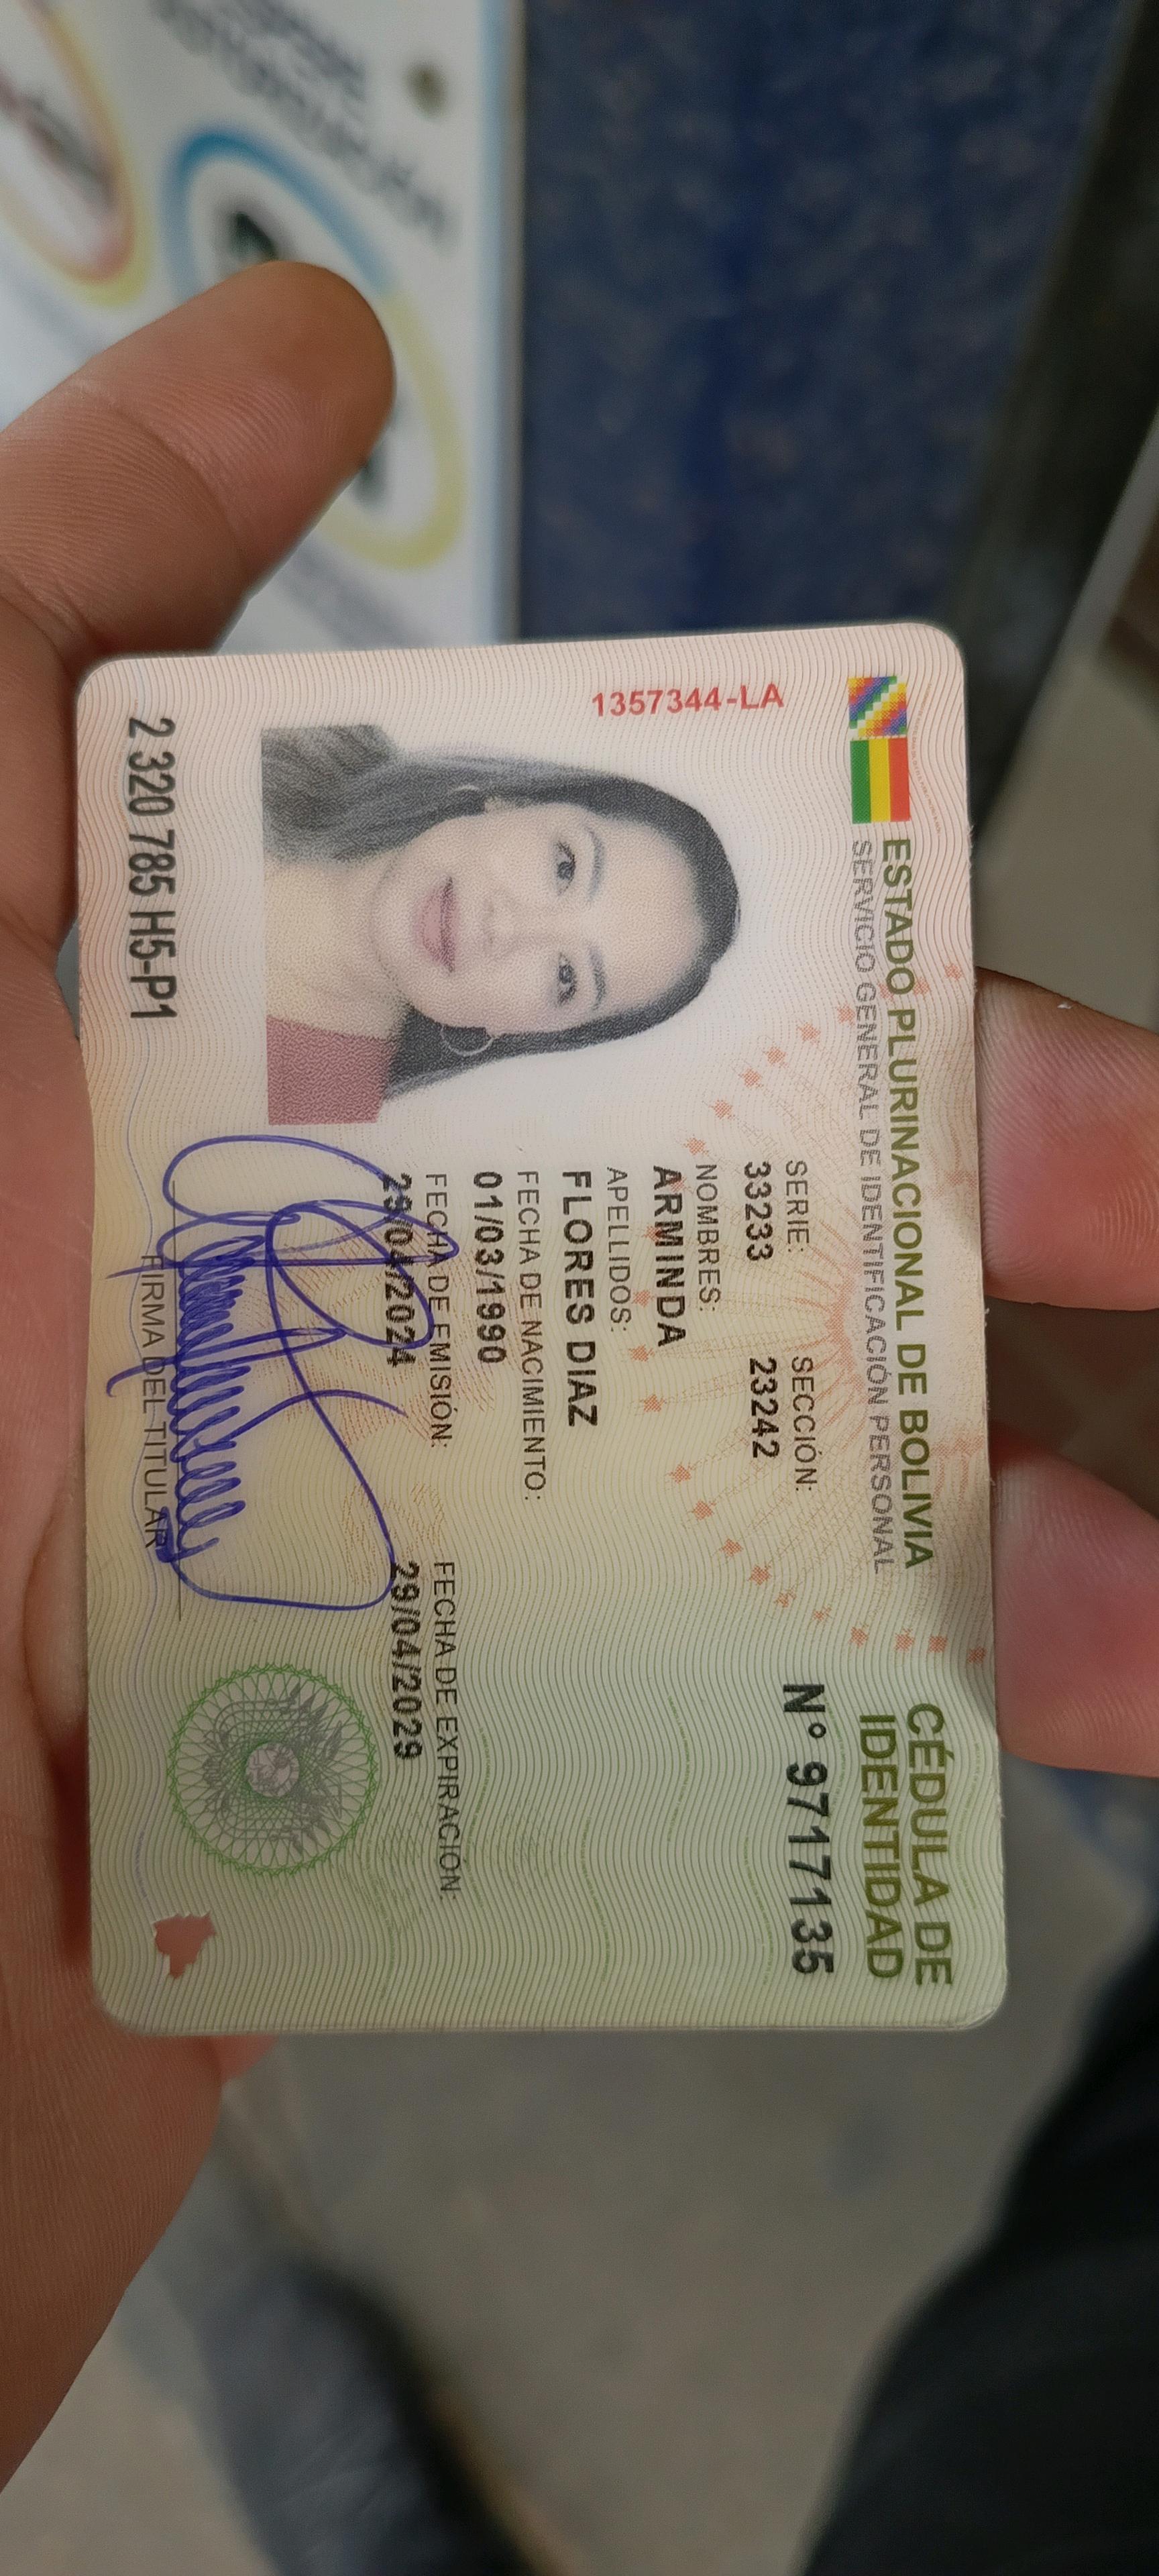 ESTADO PLURINACIONAL DE BOLIVIA
SERVICIO GENERAL DE IDENTIFICACIÓN PERSONAL
CÉDULA DE
IDENTIDAD
1357344-LA
SERIE: SECCIÓN:
33233 23242
N° 9717135
NOMBRES:
ARMINDA
APELLIDOS:
FLORES DIAZ
FECHA DE NACIMIENTO:
01/03/1990
FECHA DE EMISIÓN: FECHA DE EXPIRACIÓN:
29/04/2024 29/04/2029
FIRMA DEL TITULAR
2 320 785 H5-P1